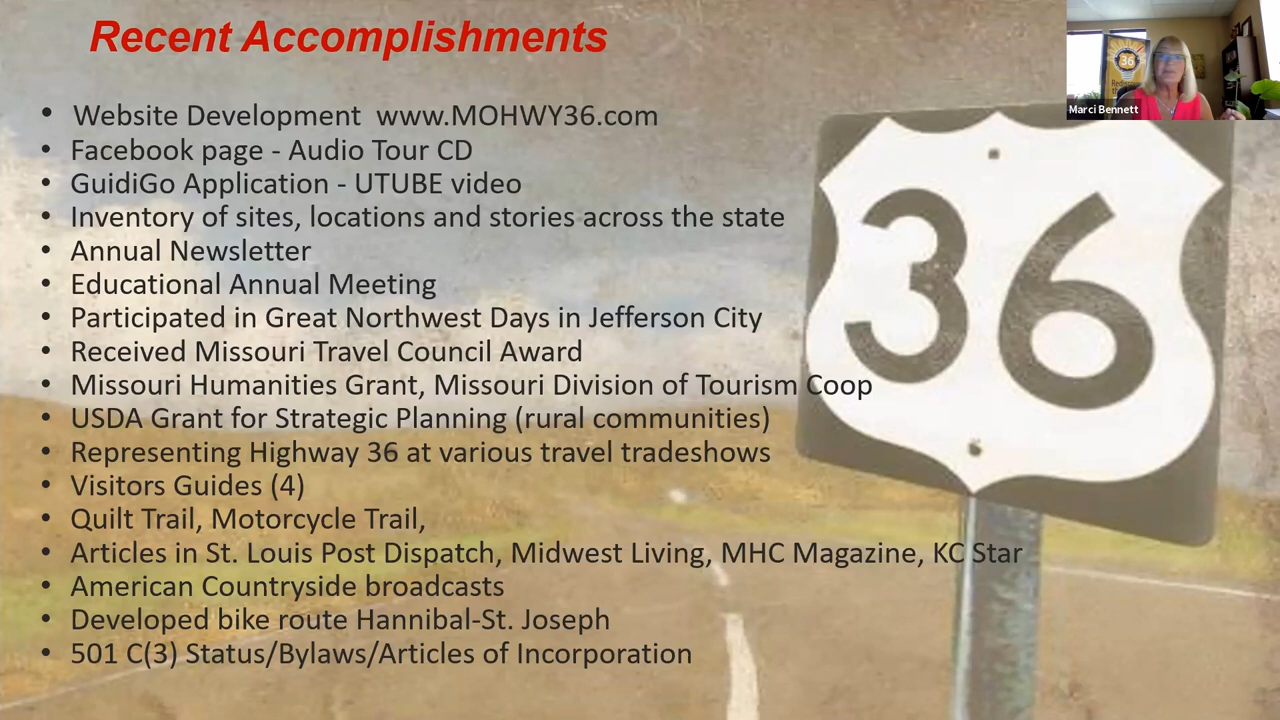 Recent Accomplishments
• Website Development www.MOHWY36.com
• Facebook page - Audio Tour CD
• GuidiGo Application - UTUBE video
• Inventory of sites, locations and stories across the state
• Annual Newsletter
• Educational Annual Meeting
• Participated in Great Northwest Days in Jefferson City
• Received Missouri Travel Council Award
• Missouri Humanities Grant, Missouri Division of Tourism Coop
• USDA Grant for Strategic Planning (rural communities)
• Representing Highway 36 at various travel tradeshows
• Visitors Guides (4)
• Quilt Trail, Motorcycle Trail,
• Articles in St. Louis Post Dispatch, Midwest Living, MHC Magazine, KC Star
• American Countryside broadcasts
• Developed bike route Hannibal-St. Joseph
• 501 C(3) Status/Bylaws/Articles of Incorporation
36
36
Marci Bennett